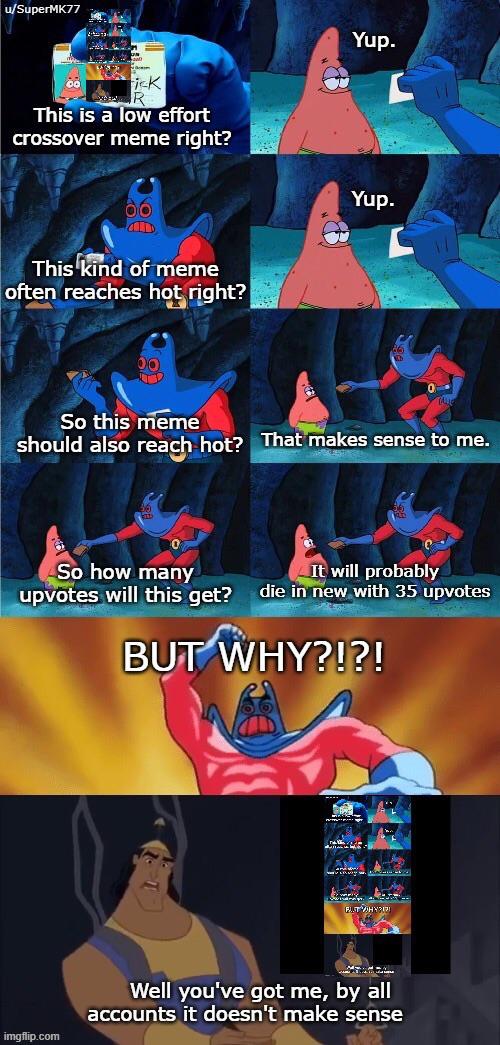 u/SuperMK77
This is a low effort
crossover meme right?
Yup.
This kind of meme
often reaches hot right?
Yup.
So this meme
should also reach hot?
That makes sense to me.
So how many
upvotes will this get?
It will probably
die in new with 35 upvotes
BUT WHY?!?!
BUT WHY?!?!
Well you've got me, by all
accounts it doesn't make sense
imgflip.com